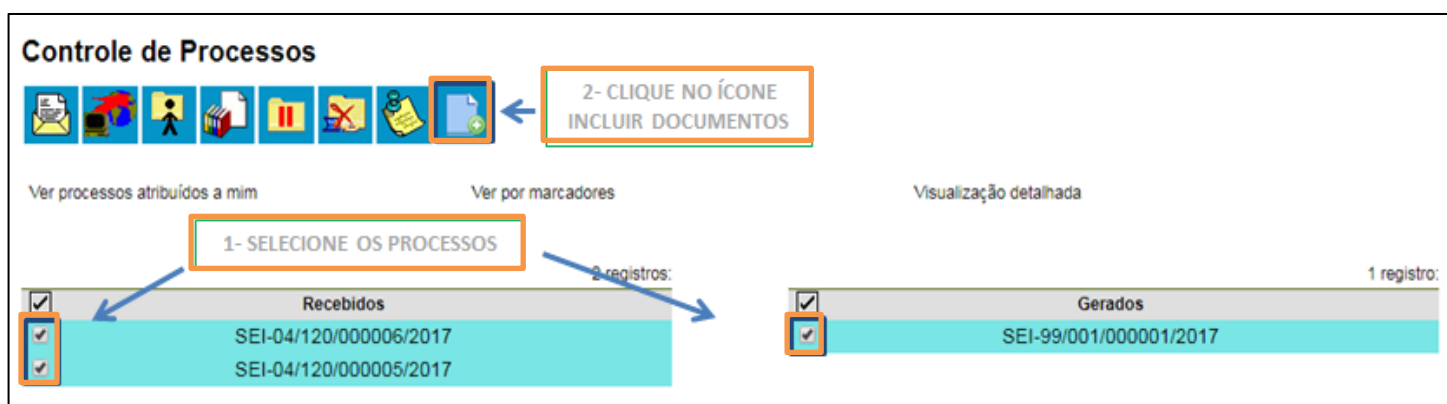 Controle de Processos
2- CLIQUE NO ÍCONE
INCLUIR DOCUMENTOS
Ver processos atribuídos a mim
Ver por marcadores
Visualização detalhada
1- SELECIONE OS PROCESSOS
2 registros:
1 registro:
Recebidos
Gerados
SEI-04/120/000006/2017
SEI-99/001/000001/2017
SEI-04/120/000005/2017